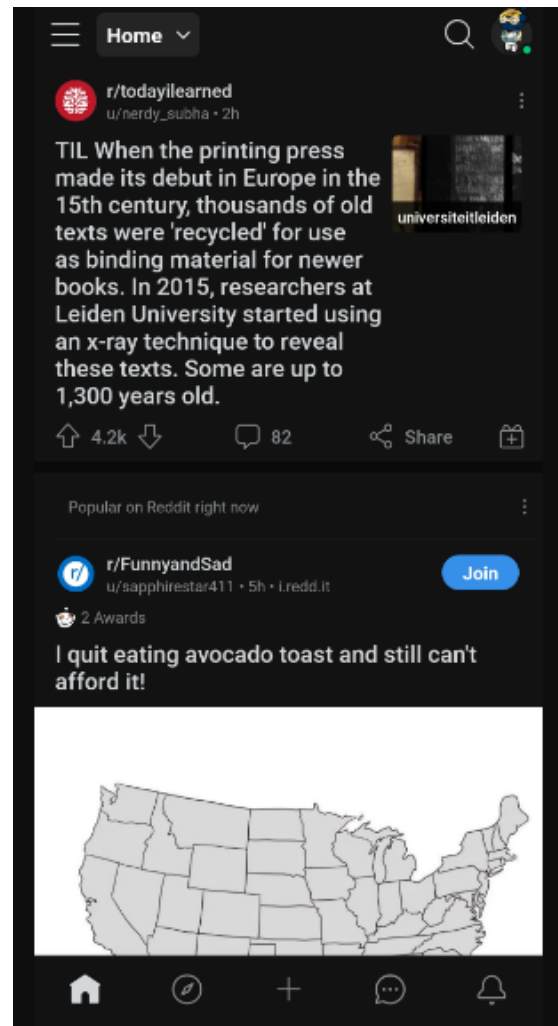 Home
r/todayilearned
u/nerdy_subha • 2h
TIL When the printing press
made its debut in Europe in the
15th century, thousands of old
texts were 'recycled' for use
as binding material for newer
books. In 2015, researchers at
Leiden University started using
an x-ray technique to reveal
these texts. Some are up to
1,300 years old.
universiteitleiden
4.2k
82
Share
Popular on Reddit right now
r/
r/FunnyandSad
u/sapphirestar411 • 5h • i.redd.it
Join
2 Awards
I quit eating avocado toast and still can't
afford it!